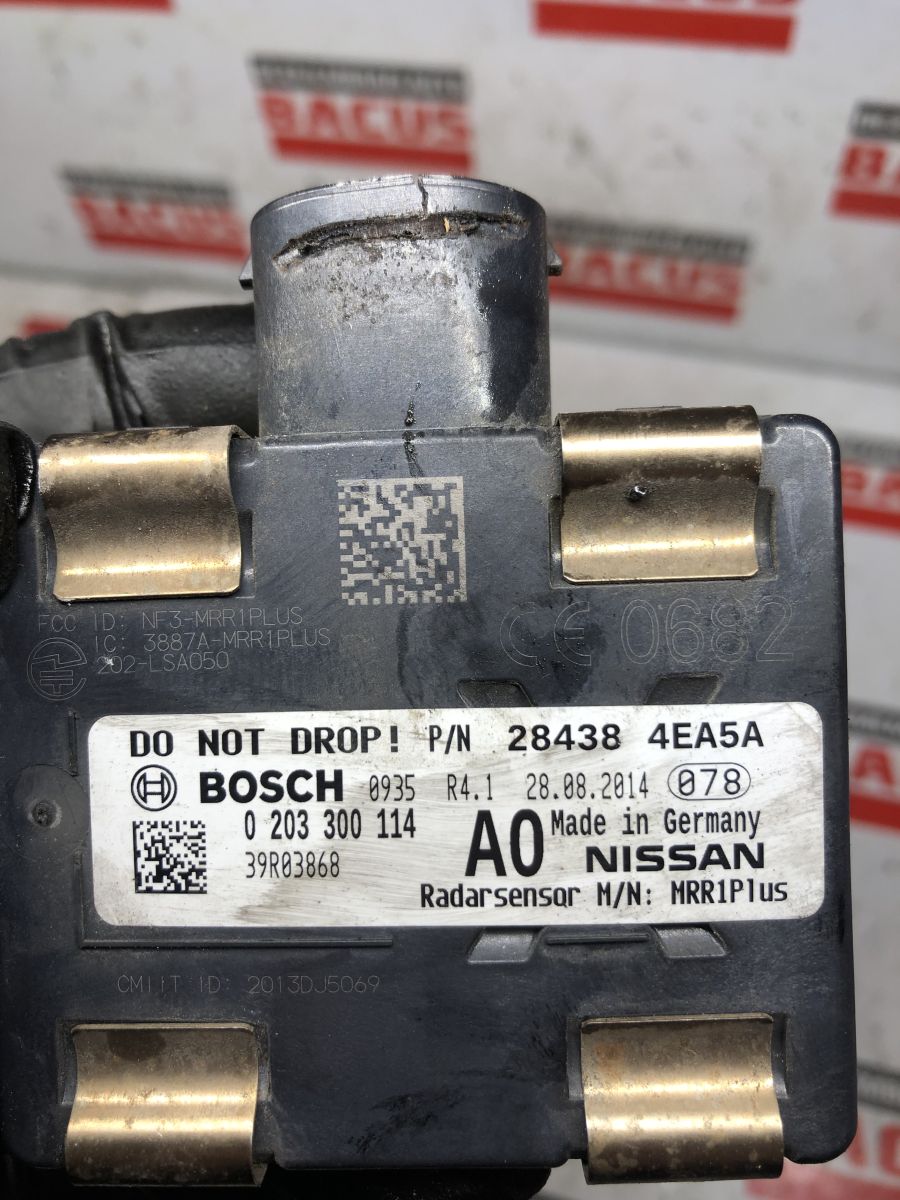 BACUS
BACUS
BACUS
FCC ID: NF3-MRR1PLUS
IC: 3887A-MRR1PLUS
202-LSA050
CE 0682
DO NOT DROP! P/N 28438 4EA5A
BOSCH 0935 R4.1 28.08.2014 078
0 203 300 114 A0 Made in Germany
39R03868 NISSAN
Radarsensor M/N: MRR1Plus
CMIIT ID: 2013DJ5069